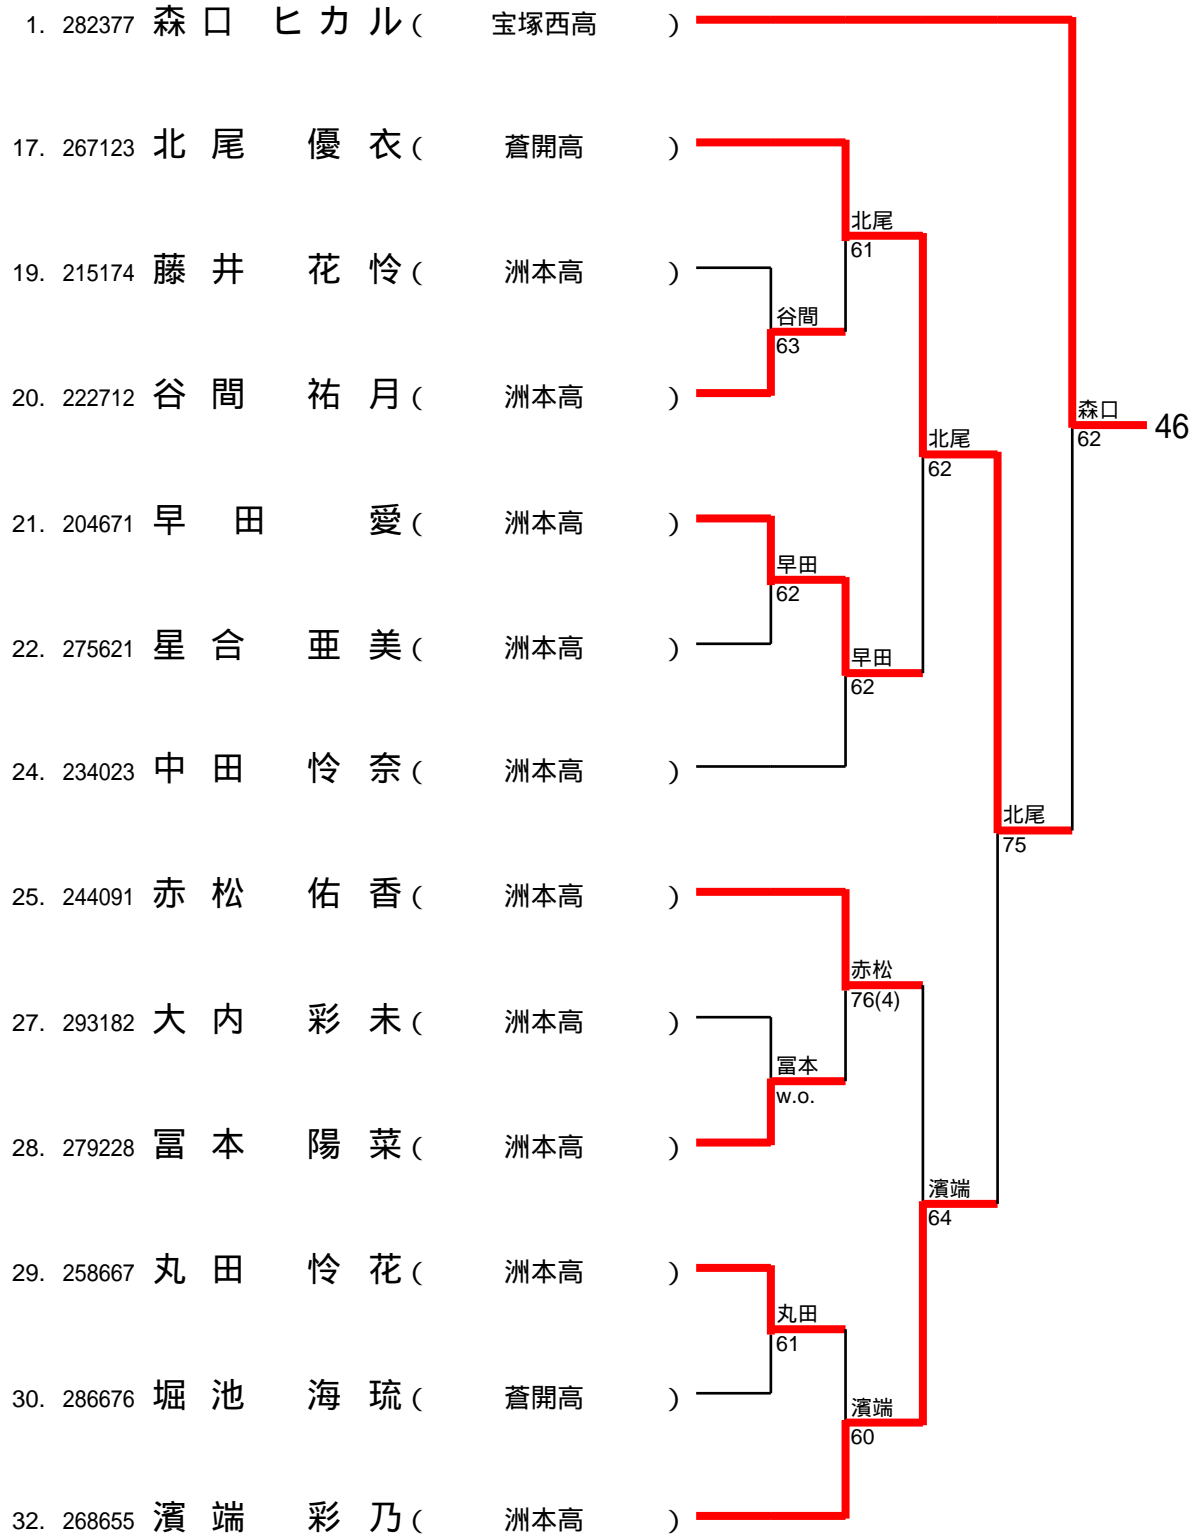 1. 282377 森口 ヒカル ( 宝塚西高 )
17. 267123 北尾 優衣 ( 蒼開高 )
北尾
61
19. 215174 藤井 花怜 ( 洲本高 )
谷間
63
20. 222712 谷間 祐月 ( 洲本高 )
森口
62
46
北尾
62
21. 204671 早田 愛 ( 洲本高 )
早田
62
22. 275621 星合 亜美 ( 洲本高 )
早田
62
24. 234023 中田 怜奈 ( 洲本高 )
北尾
75
25. 244091 赤松 佑香 ( 洲本高 )
赤松
76(4)
27. 293182 大内 彩未 ( 洲本高 )
冨本
w.o.
28. 279228 冨本 陽菜 ( 洲本高 )
濱端
64
29. 258667 丸田 怜花 ( 洲本高 )
丸田
61
30. 286676 堀池 海琉 ( 蒼開高 )
濱端
60
32. 268655 濱端 彩乃 ( 洲本高 )